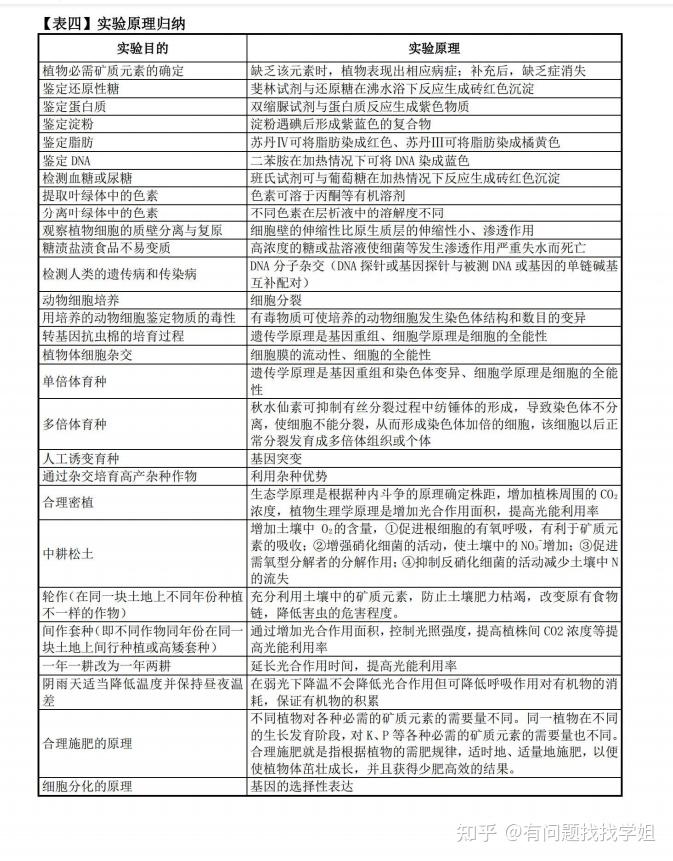 【表四】实验原理归纳
实验目的 实验原理
植物必需矿质元素的确定 缺乏该元素时，植物表现出相应病症；补充后，缺乏症消失
鉴定还原性糖 斐林试剂与还原糖在沸水浴下反应生成砖红色沉淀
鉴定蛋白质 双缩脲试剂与蛋白质反应生成紫色物质
鉴定淀粉 淀粉遇碘后形成紫蓝色的复合物
鉴定脂肪 苏丹Ⅳ可将脂肪染成红色、苏丹Ⅲ可将脂肪染成橘黄色
鉴定 DNA 二苯胺在加热情况下可将 DNA 染成蓝色
检测血糖或尿糖 班氏试剂可与葡萄糖在加热情况下反应生成砖红色沉淀
提取叶绿体中的色素 色素可溶于丙酮等有机溶剂
分离叶绿体中的色素 不同色素在层析液中的溶解度不同
观察植物细胞的质壁分离与复原 细胞壁的伸缩性比原生质层的伸缩性小、渗透作用
糖渍盐渍食品不易变质 高浓度的糖或盐溶液使细菌等发生渗透作用严重失水而死亡
检测人类的遗传病和传染病 DNA 分子杂交（DNA 探针或基因探针与被测 DNA 或基因的单链碱基
互补配对）
动物细胞培养 细胞分裂
用培养的动物细胞鉴定物质的毒性 有毒物质可使培养的动物细胞发生染色体结构和数目的变异
转基因抗虫棉的培育过程 遗传学原理是基因重组、细胞学原理是细胞的全能性
植物体细胞杂交 细胞膜的流动性、细胞的全能性
单倍体育种 遗传学原理是基因重组和染色体变异、细胞学原理是细胞的全能
性
多倍体育种 秋水仙素可抑制有丝分裂过程中纺锤体的形成，导致染色体不分
离，使细胞不能分裂，从而形成染色体加倍的细胞，该细胞以后正
常分裂发育成多倍体组织或个体
人工诱变育种 基因突变
通过杂交培育高产杂种作物 利用杂种优势
合理密植 生态学原理是根据种内斗争的原理确定株距，增加植株周围的 CO₂
浓度，植物生理学原理是增加光合作用面积，提高光能利用率
中耕松土 增加土壤中 O₂的含量，①促进根细胞的有氧呼吸，有利于矿质元
素的吸收；②增强硝化细菌的活动，使土壤中的 NO₃⁻增加；③促进
需氧型分解者的分解作用；④抑制反硝化细菌的活动减少土壤中 N
的流失
轮作（在同一块土地上不同年份种植
不一样的作物） 充分利用土壤中的矿质元素，防止土壤肥力枯竭，改变原有食物
链，降低害虫的危害程度。
间作套种（即不同作物同年份在同一
块土地上间行种植或高矮套种） 通过增加光合作用面积，控制光照强度，提高植株间 CO2 浓度等提
高光能利用率
一年一耕改为一年两耕 延长光合作用时间，提高光能利用率
阴雨天适当降低温度并保持昼夜温
差 在弱光下降温不会降低光合作用但可降低呼吸作用对有机物的消
耗，保证有机物的积累
合理施肥的原理 不同植物对各种必需的矿质元素的需要量不同。同一植物在不同
的生长发育阶段，对 K、P 等各种必需的矿质元素的需要量也不同。
合理施肥就是指根据植物的需肥规律，适时地、适量地施肥，以便
使植物体茁壮成长，并且获得少肥高效的结果。
细胞分化的原理 基因的选择性表达
知乎 @有问题找找学姐